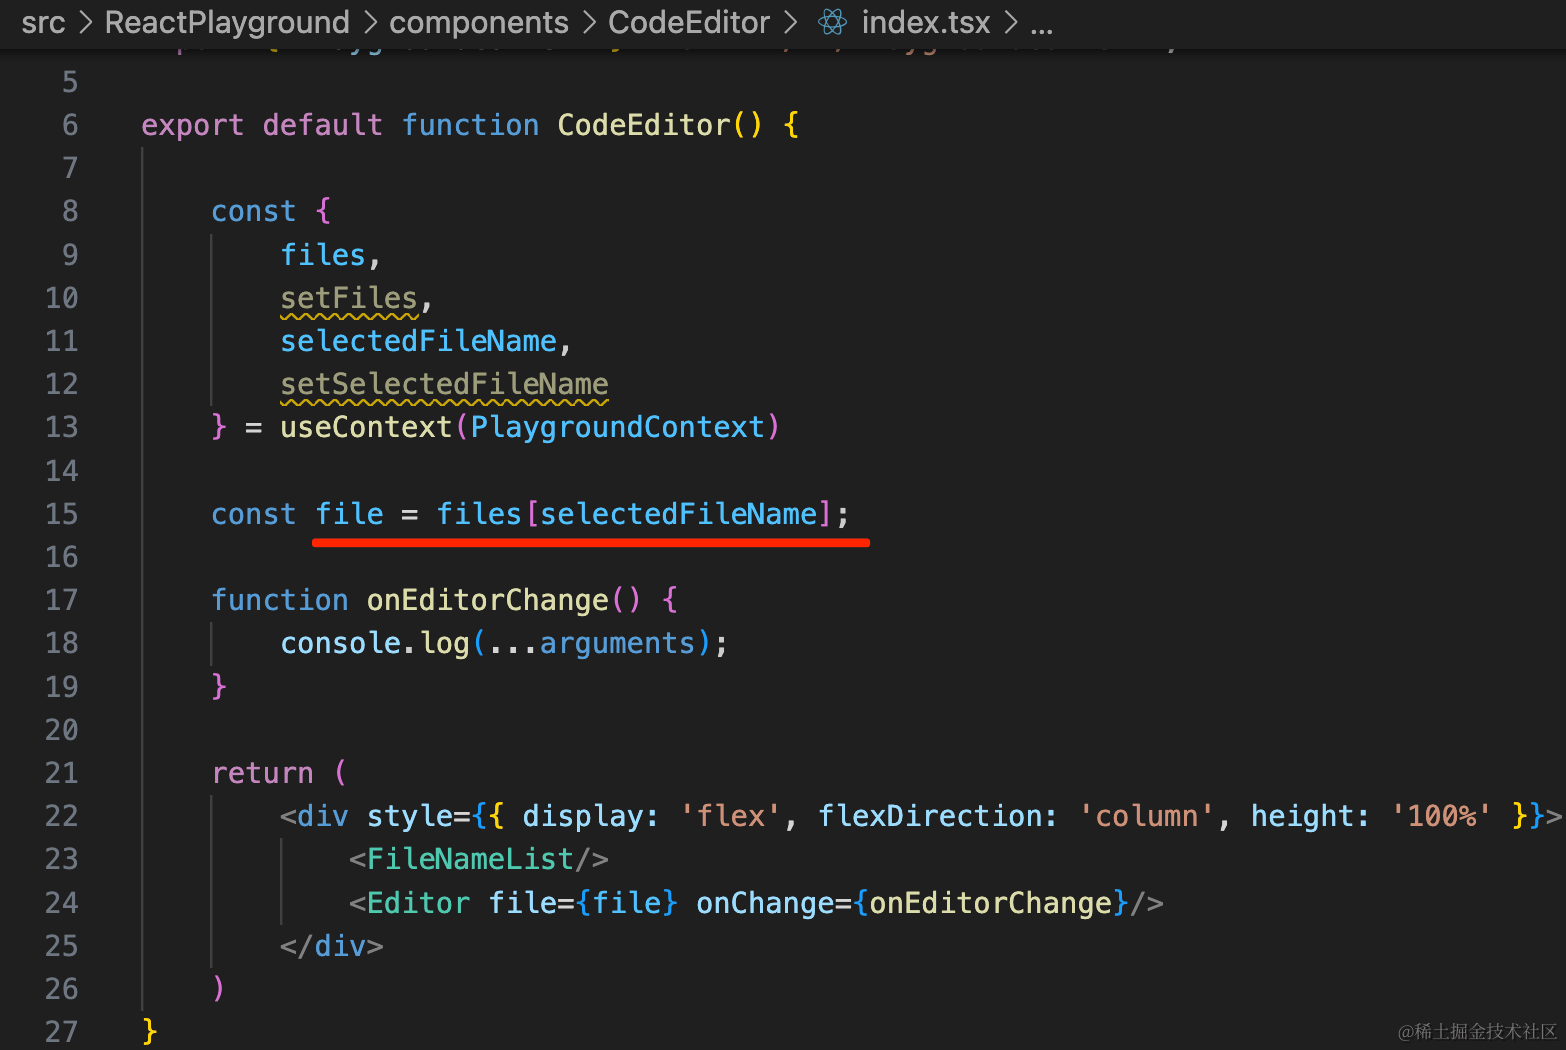 src > ReactPlayground > components > CodeEditor > index.tsx > ...
5
6 export default function CodeEditor() {
7
8 const {
9 files,
10 setFiles,
11 selectedFileName,
12 setSelectedFileName
13 } = useContext(PlaygroundContext)
14
15 const file = files[selectedFileName];
16
17 function onEditorChange() {
18 console.log(...arguments);
19 }
20
21 return (
22 <div style={{ display: 'flex', flexDirection: 'column', height: '100%' }}>
23 <FileNameList/>
24 <Editor file={file} onChange={onEditorChange}/>
25 </div>
26 )
27 }
@稀土掘金技术社区